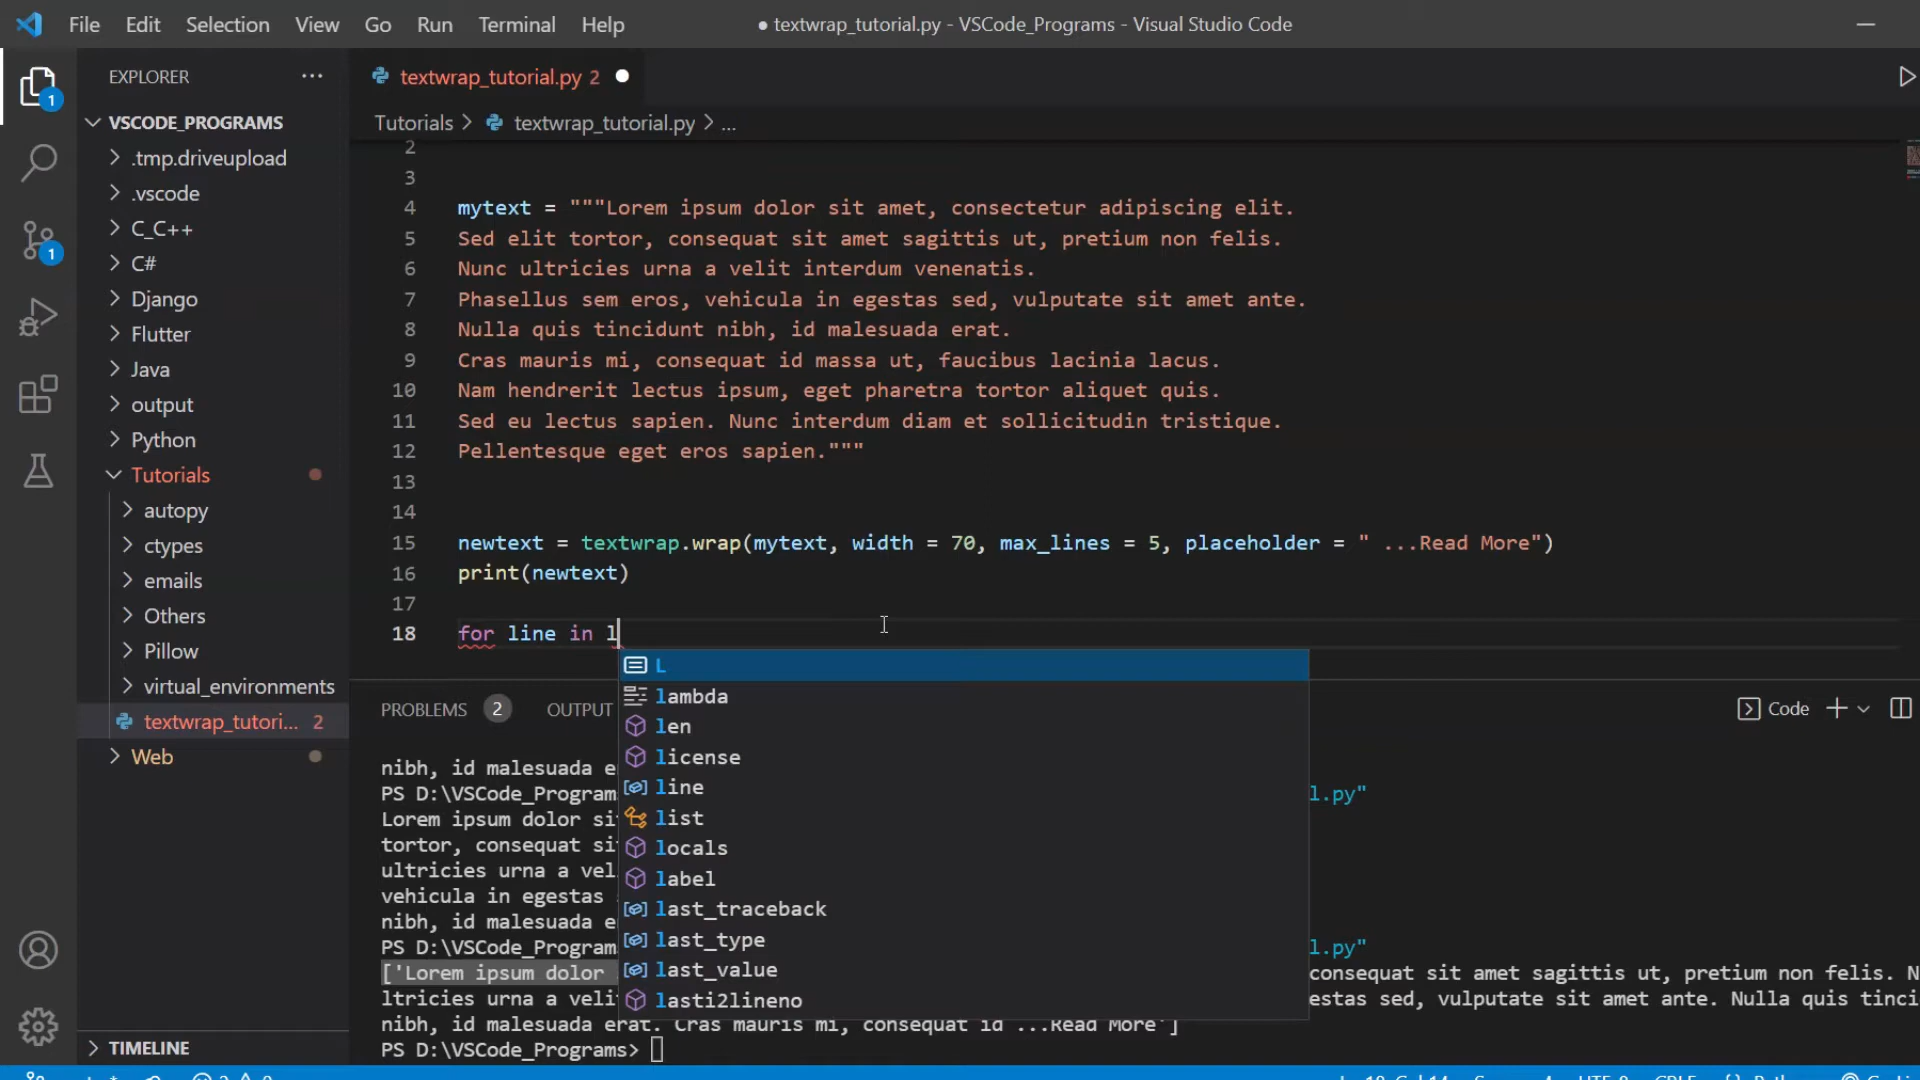 File Edit Selection View Go Run Terminal Help
● textwrap_tutorial.py - VSCode_Programs - Visual Studio Code
EXPLORER ...
1
VSCODE_PROGRAMS
.tmp.driveupload
.vscode
C_C++
1
C#
Django
Flutter
Java
output
Python
Tutorials
autopy
ctypes
emails
Others
Pillow
virtual_environments
textwrap_tutori... 2
Web
TIMELINE
textwrap_tutorial.py 2
Tutorials > textwrap_tutorial.py > ...
2
3
4 mytext = """Lorem ipsum dolor sit amet, consectetur adipiscing elit.
5 Sed elit tortor, consequat sit amet sagittis ut, pretium non felis.
6 Nunc ultricies urna a velit interdum venenatis.
7 Phasellus sem eros, vehicula in egestas sed, vulputate sit amet ante.
8 Nulla quis tincidunt nibh, id malesuada erat.
9 Cras mauris mi, consequat id massa ut, faucibus lacinia lacus.
10 Nam hendrerit lectus ipsum, eget pharetra tortor aliquet quis.
11 Sed eu lectus sapien. Nunc interdum diam et sollicitudin tristique.
12 Pellentesque eget eros sapien."""
13
14
15 newtext = textwrap.wrap(mytext, width = 70, max_lines = 5, placeholder = " ...Read More")
16 print(newtext)
17
18 for line in l
L
lambda
len
license
line
list
locals
label
last_traceback
last_type
last_value
lasti2lineno
PROBLEMS 2 OUTPUT
Code
nibh, id malesuada e
PS D:\VSCode_Program l.py"
Lorem ipsum dolor si
tortor, consequat si
ultricies urna a vel
vehicula in egestas
nibh, id malesuada e
PS D:\VSCode_Program l.py"
['Lorem ipsum dolor consequat sit amet sagittis ut, pretium non felis. N
ltricies urna a veli estas sed, vulputate sit amet ante. Nulla quis tinci
nibh, id malesuada erat. Cras mauris mi, consequat id ...Read More']
PS D:\VSCode_Programs>